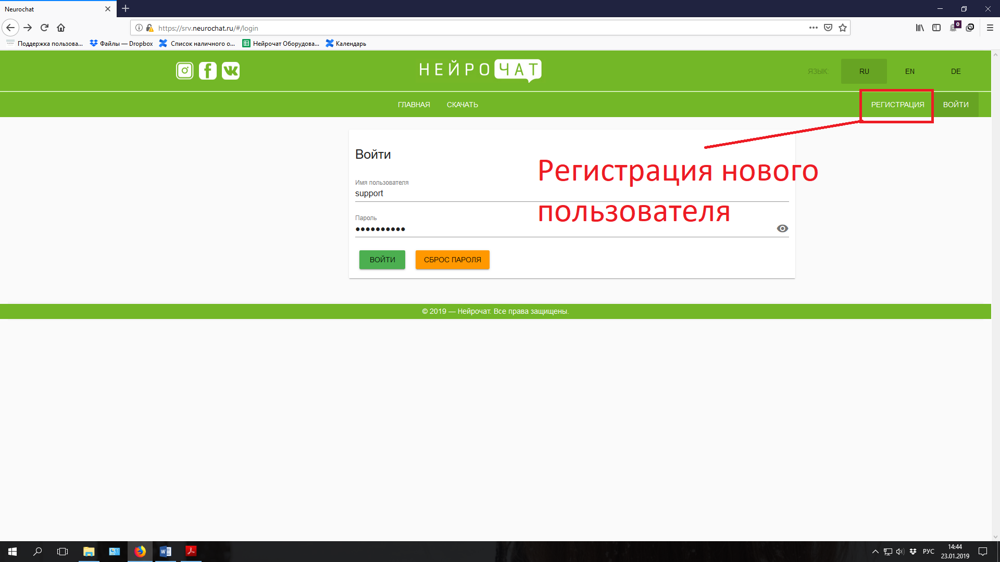 Neurochat
https://srv.neurochat.ru/#/login
0
Поддержка пользова...
Файлы — Dropbox
Список наличного о...
Нейрочат Оборудова...
Календарь
НЕЙРОЧАТ
ЯЗЫК:
RU
EN
DE
ГЛАВНАЯ
СКАЧАТЬ
РЕГИСТРАЦИЯ
ВОЙТИ
Войти
Регистрация нового
пользователя
Имя пользователя
support
Пароль
ВОЙТИ
СБРОС ПАРОЛЯ
© 2019 — Нейрочат. Все права защищены.
РУС
14:44
23.01.2019